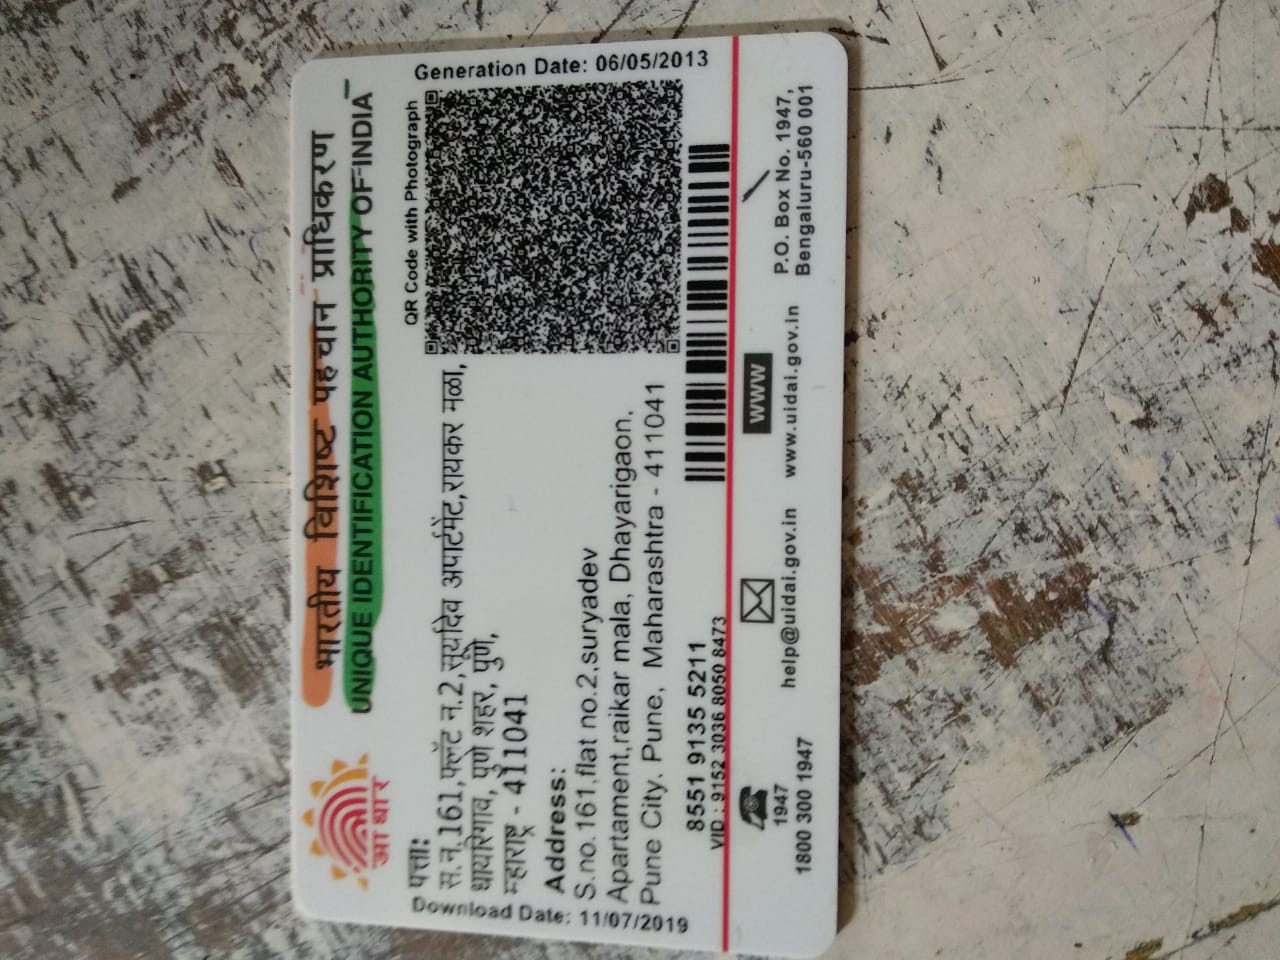 भारतीय विशिष्ट पहचान प्राधिकरण
UNIQUE IDENTIFICATION AUTHORITY OF INDIA
आधार
Download Date: 11/07/2019
Generation Date: 06/05/2013
QR Code with Photograph
पत्ता:
स.न.161,फ्लॅट न.2,सूर्यदेव अपार्टमेंट,रायकर मळा,
धायरिगाव, पुणे शहर, पुणे,
म्हाराष्ट्र - 411041
Address:
S.no.161,flat no.2,suryadev
Apartament,raikar mala, Dhayarigaon,
Pune City, Pune, Maharashtra - 411041
8551 9135 5211
VID : 9152 3036 8050 8473
1947
1800 300 1947
help@uidai.gov.in
WWW
www.uidai.gov.in
P.O. Box No. 1947,
Bengaluru-560 001